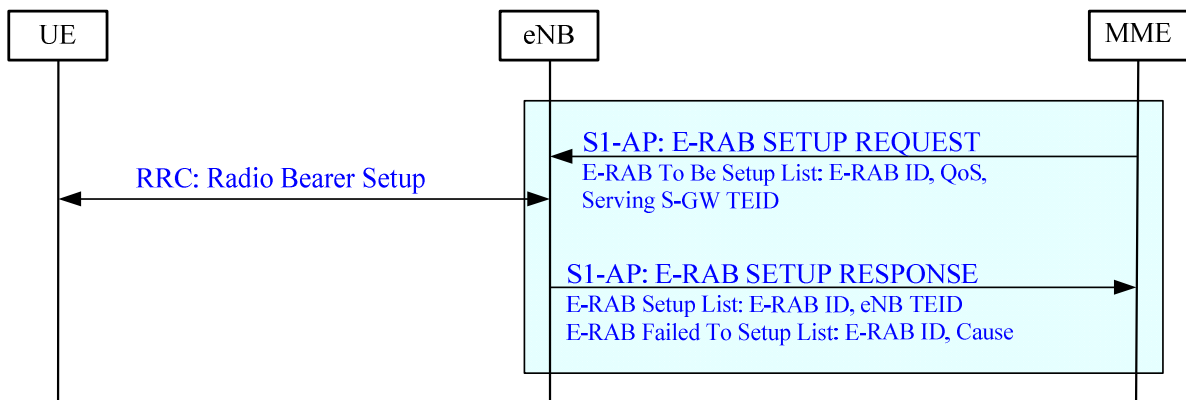 UE
eNB
MME
S1-AP: E-RAB SETUP REQUEST
E-RAB To Be Setup List: E-RAB ID, QoS,
Serving S-GW TEID
RRC: Radio Bearer Setup
S1-AP: E-RAB SETUP RESPONSE
E-RAB Setup List: E-RAB ID, eNB TEID
E-RAB Failed To Setup List: E-RAB ID, Cause